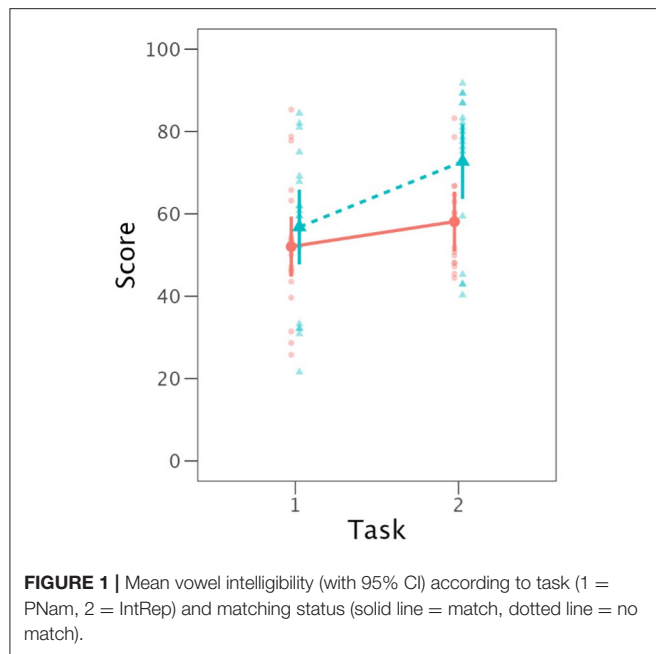 100
80
60
40
20
0
Score
1 2
Task
FIGURE 1 | Mean vowel intelligibility (with 95% CI) according to task (1 =
PNam, 2 = IntRep) and matching status (solid line = match, dotted line = no
match).